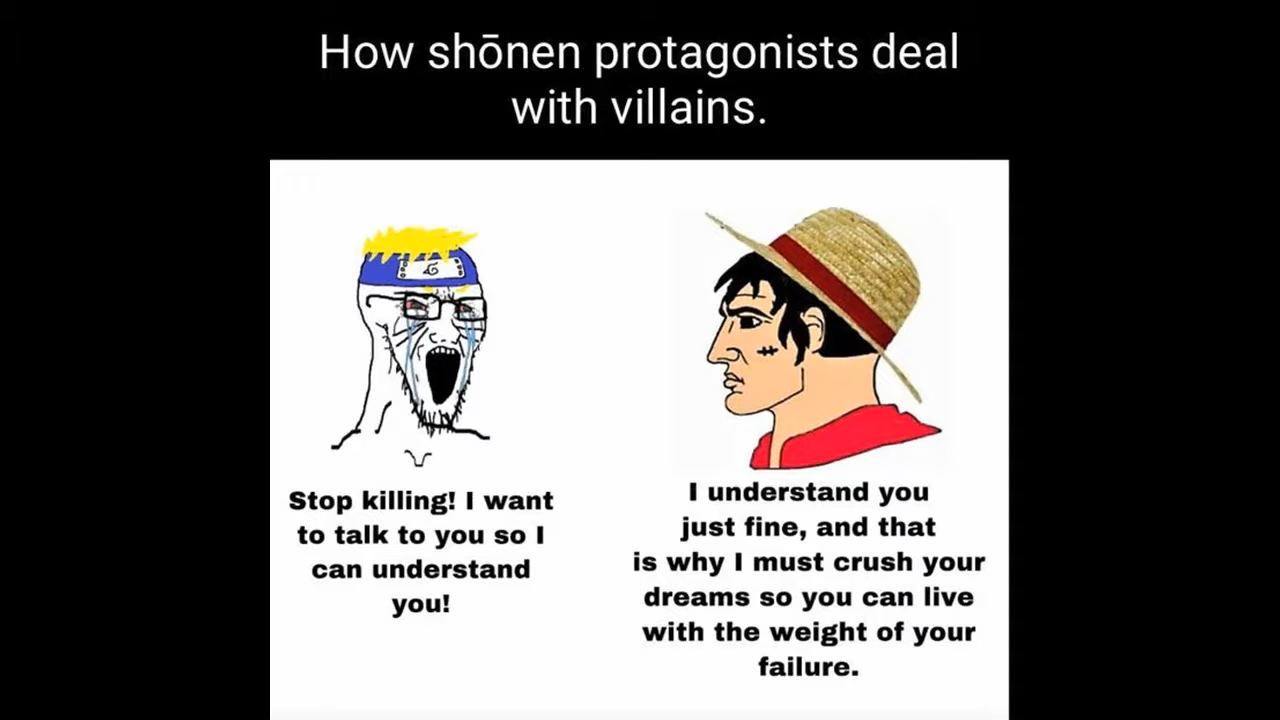 How shōnen protagonists deal
with villains.
Stop killing! I want
to talk to you so I
can understand
you!
I understand you
just fine, and that
is why I must crush your
dreams so you can live
with the weight of your
failure.